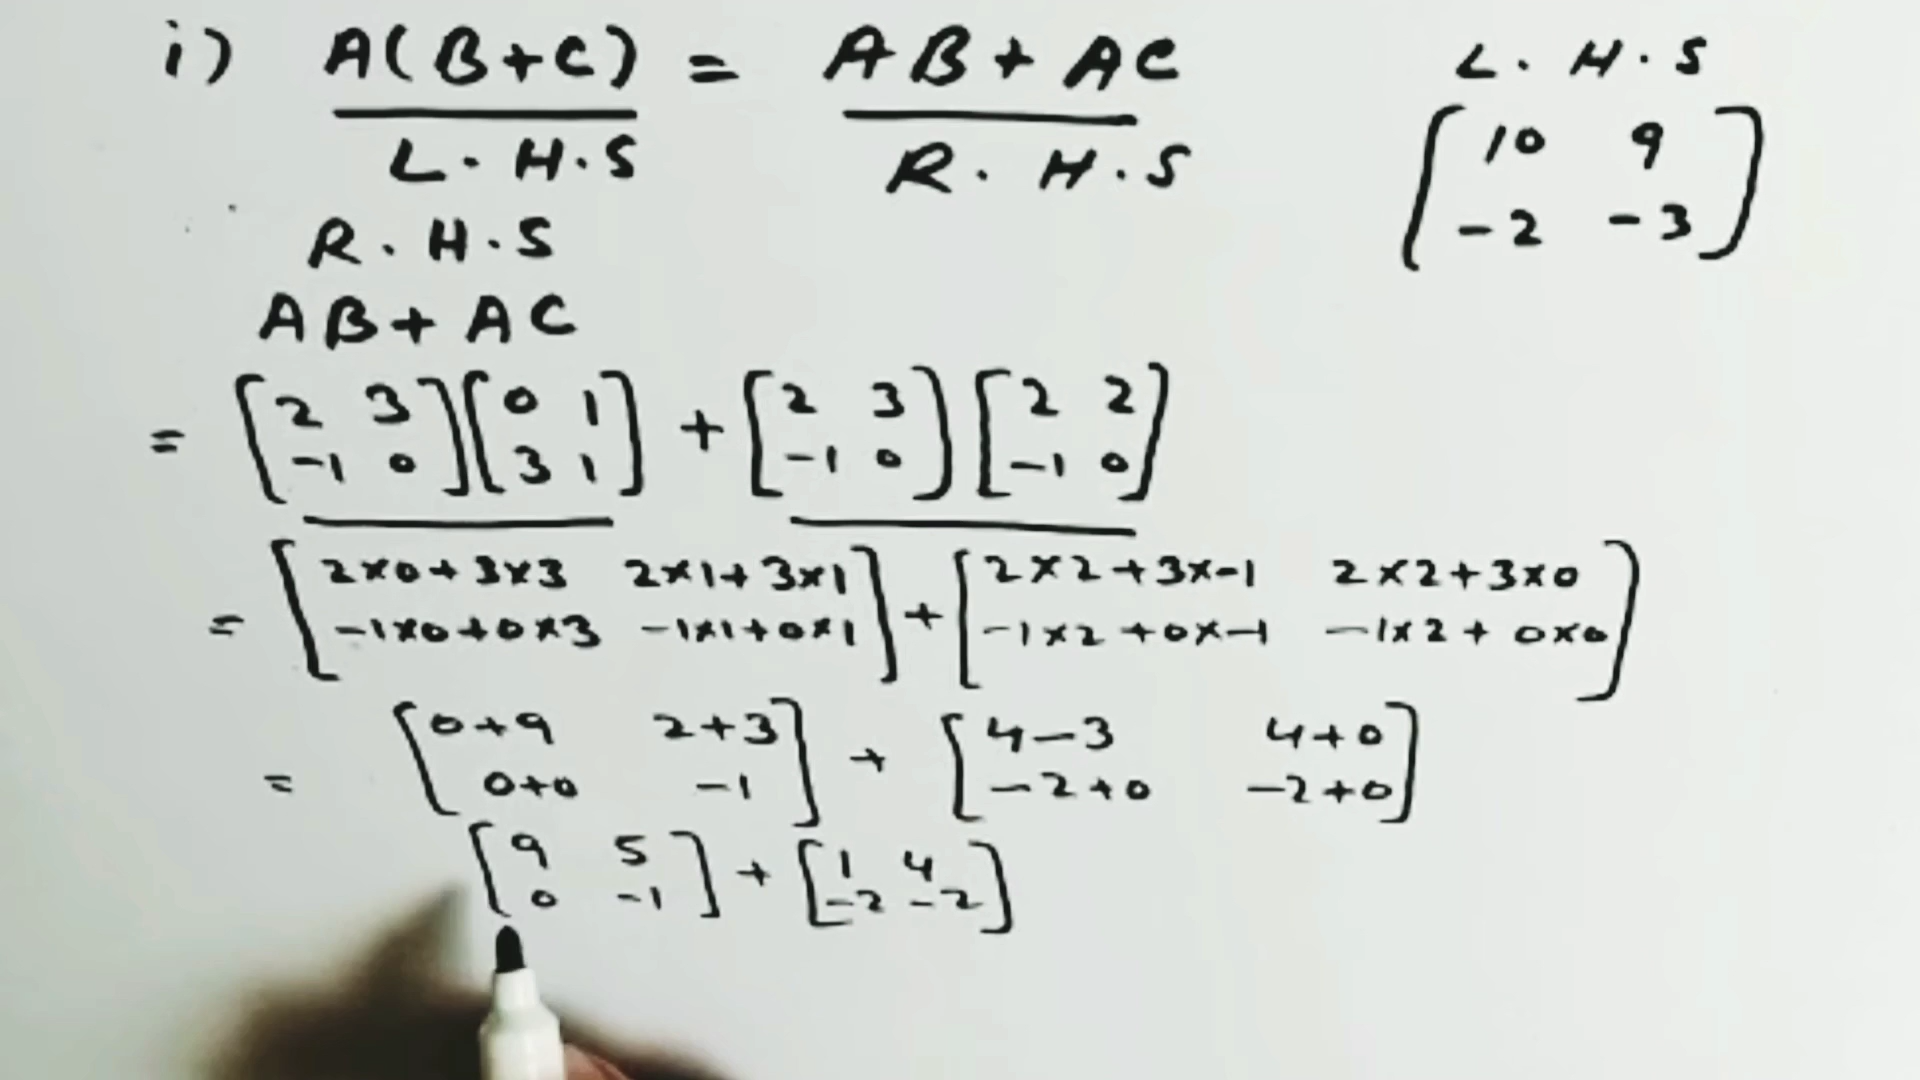 i) A(B+C) = AB+AC
L.H.S R.H.S
L.H.S
[10 9
-2 -3]
R.H.S
AB+AC
= [2 3 ][0 1] + [2 3][2 2]
[-1 0][3 1] [-1 0][-1 0]
= [2×0+3×3 2×1+3×1] + [2×2+3×-1 2×2+3×0]
[-1×0+0×3 -1×1+0×1] [-1×2+0×-1 -1×2+0×0]
= [0+9 2+3] + [4-3 4+0]
[0+0 -1] [-2+0 -2+0]
[9 5] + [1 4]
[0 -1] [-2 -2]